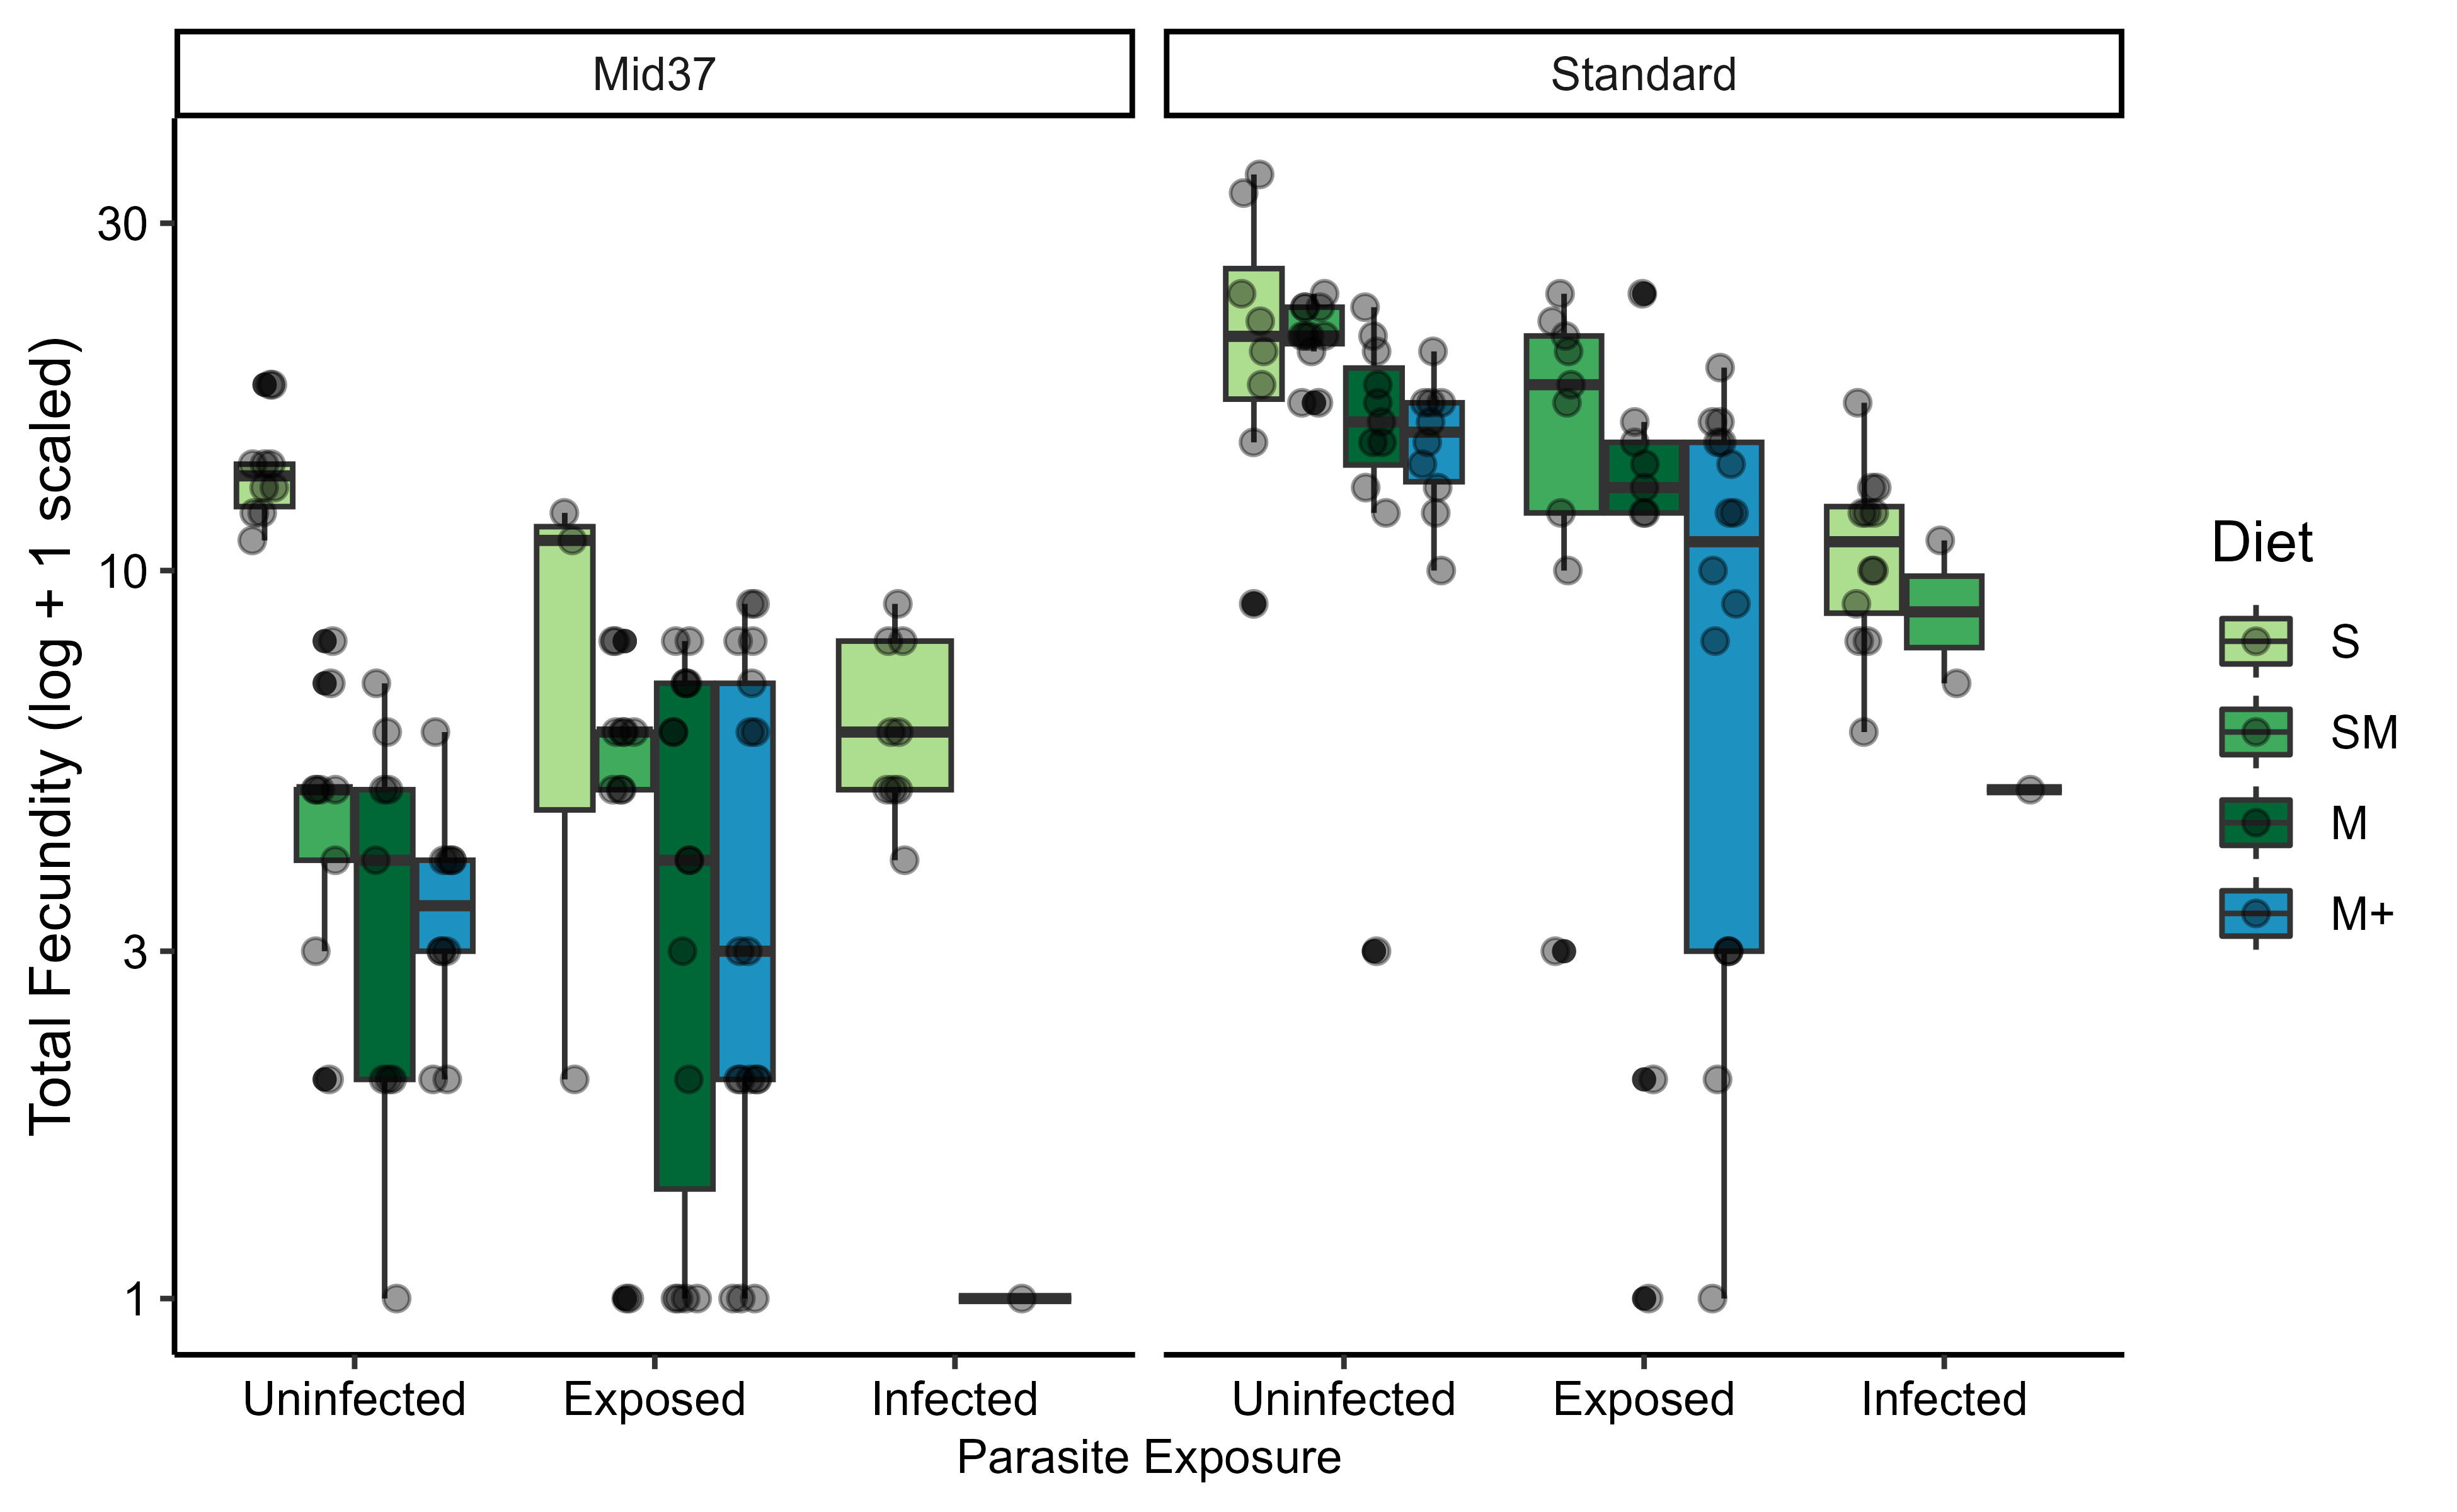 Mid37
Standard
Total Fecundity (log + 1 scaled)
30
10
3
1
Uninfected
Exposed
Infected
Uninfected
Exposed
Infected
Parasite Exposure
Diet
S
SM
M
M+